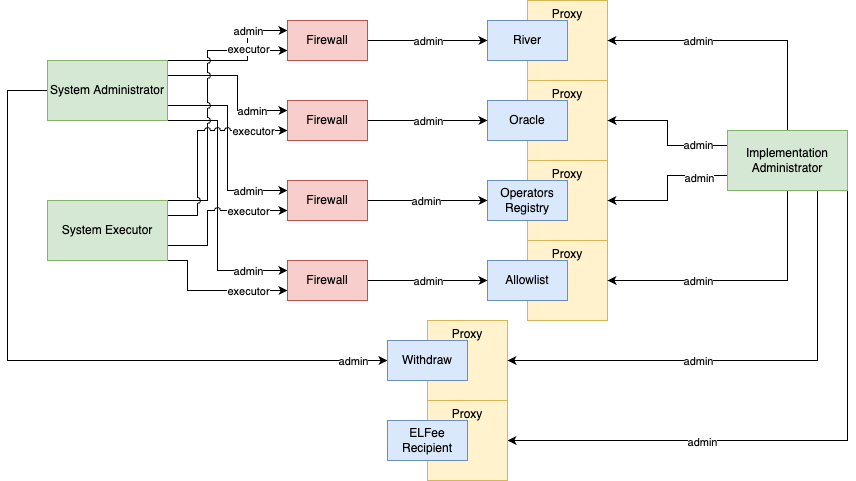 Proxy
admin
River
Firewall
admin
admin
executor
System Administrator
Proxy
admin
Firewall
admin
Oracle
executor
admin
Implementation
Administrator
Proxy
admin
admin
Firewall
admin
Operators
Registry
executor
System Executor
Proxy
admin
Firewall
admin
Allowlist
admin
executor
Proxy
admin
Withdraw
admin
Proxy
ELFee
Recipient
admin